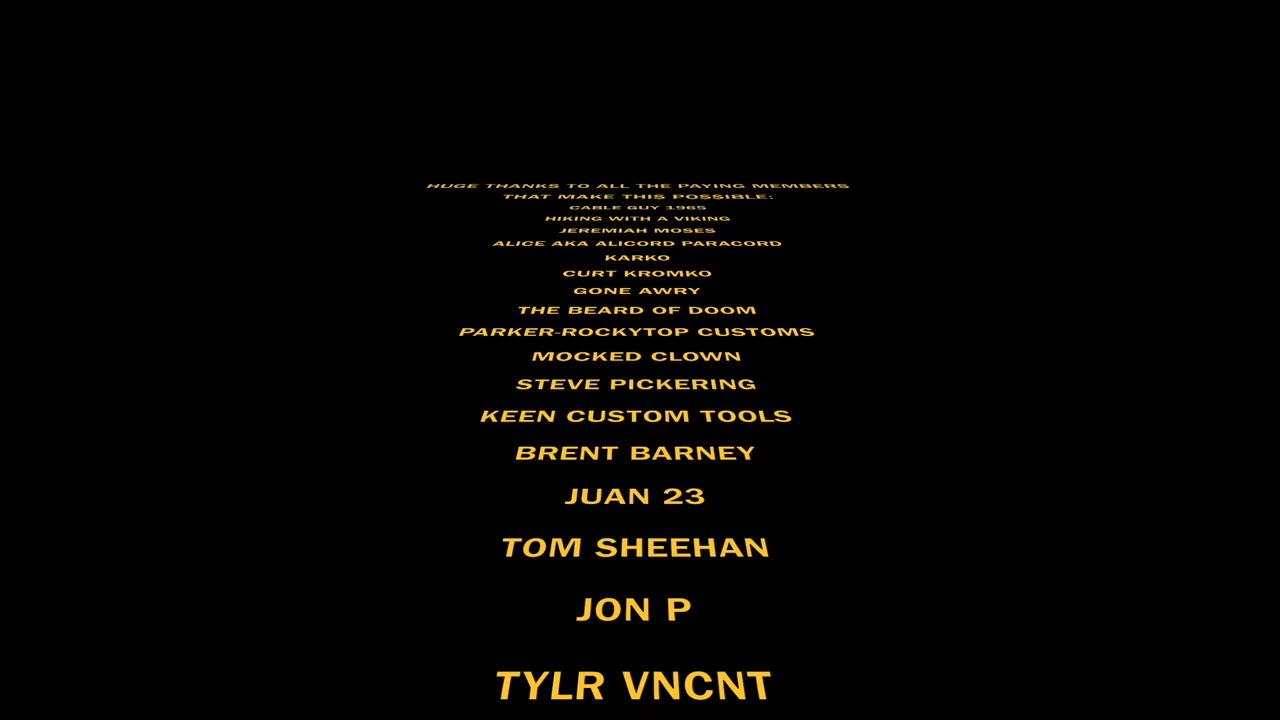 HUGE THANKS TO ALL THE PAYING MEMBERS
THAT MAKE THIS POSSIBLE:
CABLE GUY 1965
HIKING WITH A VIKING
JEREMIAH MOSES
ALICE AKA ALICORD PARACORD
KARKO
CURT KROMKO
GONE AWRY
THE BEARD OF DOOM
PARKER-ROCKYTOP CUSTOMS
MOCKED CLOWN
STEVE PICKERING
KEEN CUSTOM TOOLS
BRENT BARNEY
JUAN 23
TOM SHEEHAN
JON P
TYLR VNCNT